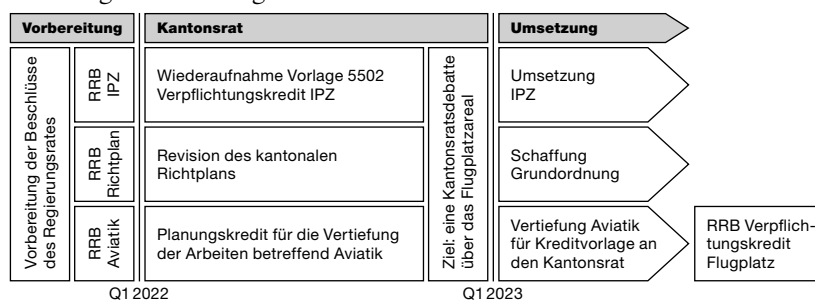 Vorbereitung
Kantonsrat
Umsetzung
Vorbereitung der Beschlüsse
des Regierungsrates
RRB
IPZ
Wiederaufnahme Vorlage 5502
Verpflichtungskredit IPZ
RRB
Richtplan
Revision des kantonalen
Richtplans
RRB
Aviatik
Planungskredit für die Vertiefung
der Arbeiten betreffend Aviatik
Ziel: eine Kantonsratsdebatte
über das Flugplatzareal
Umsetzung
IPZ
Schaffung
Grundordnung
Vertiefung Aviatik
für Kreditvorlage an
den Kantonsrat
RRB Verpflich-
tungskredit
Flugplatz
Q1 2022
Q1 2023